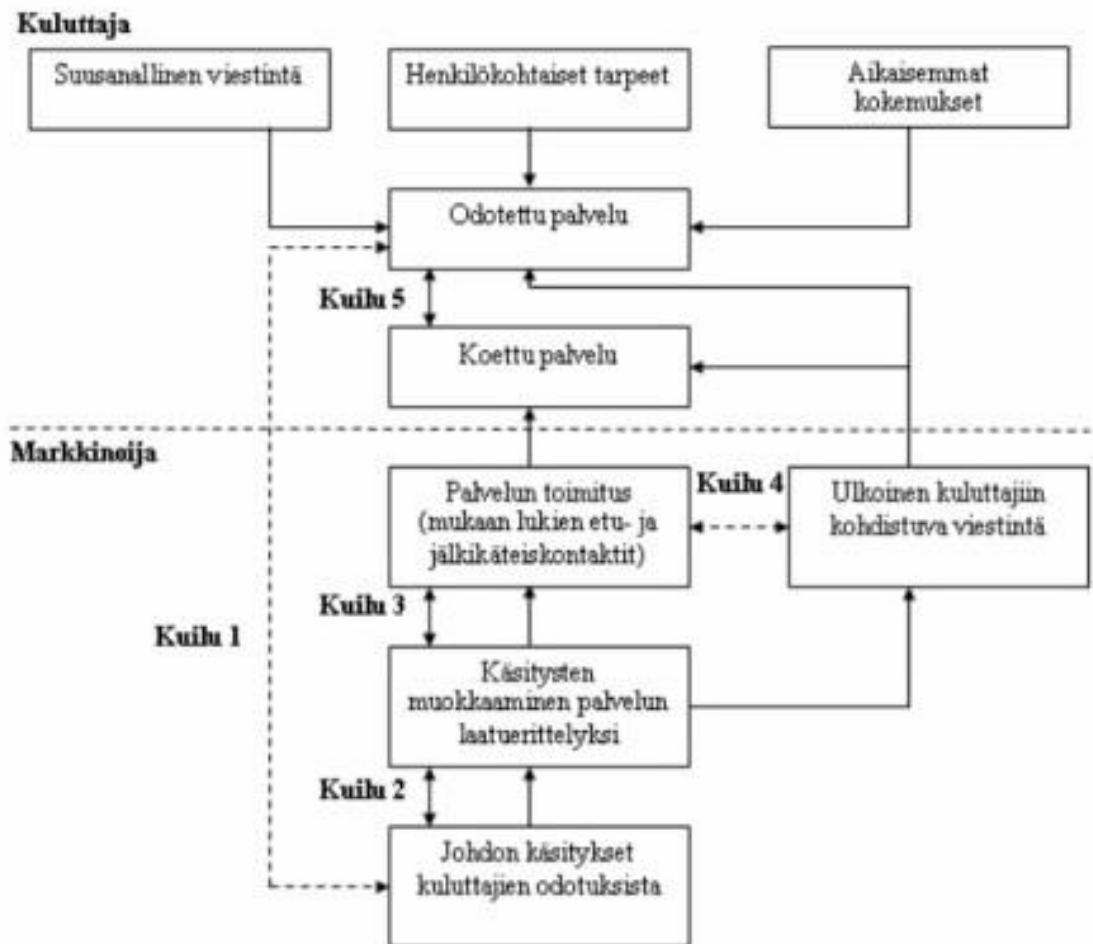 Kuluttaja
Suusanallinen viestintä
Henkilökohtaiset tarpeet
Aikaisemmat
kokemukset
Odotettu palvelu
Kuilu 5
Koettu palvelu
Markkinoija
Palvelun toimitus
(mukaan lukien etu- ja
jälkikäteiskontaktit)
Kuilu 4
Ulkoinen kuluttajiin
kohdistuva viestintä
Kuilu 3
Kuilu 1
Käsitysten
muokkaaminen palvelun
laatuerittelyksi
Kuilu 2
Johdon käsitykset
kuluttajien odotuksista